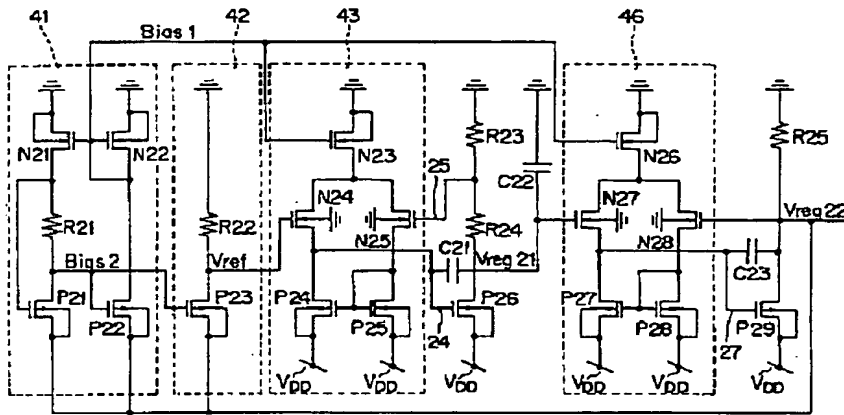 41
Bias 1
42
43
46
N21
N22
N23
R23
N26
R25
N24
25
C22
N27
R21
R22
N25
R24
N28
Vreg 22
Bias 2
Vref
C21
Vreg 21
C23
P21
P22
P23
P24
P25
P26
24
P27
P28
P29
27
VDD
VDD
VDD
VDD
VDD
VDD